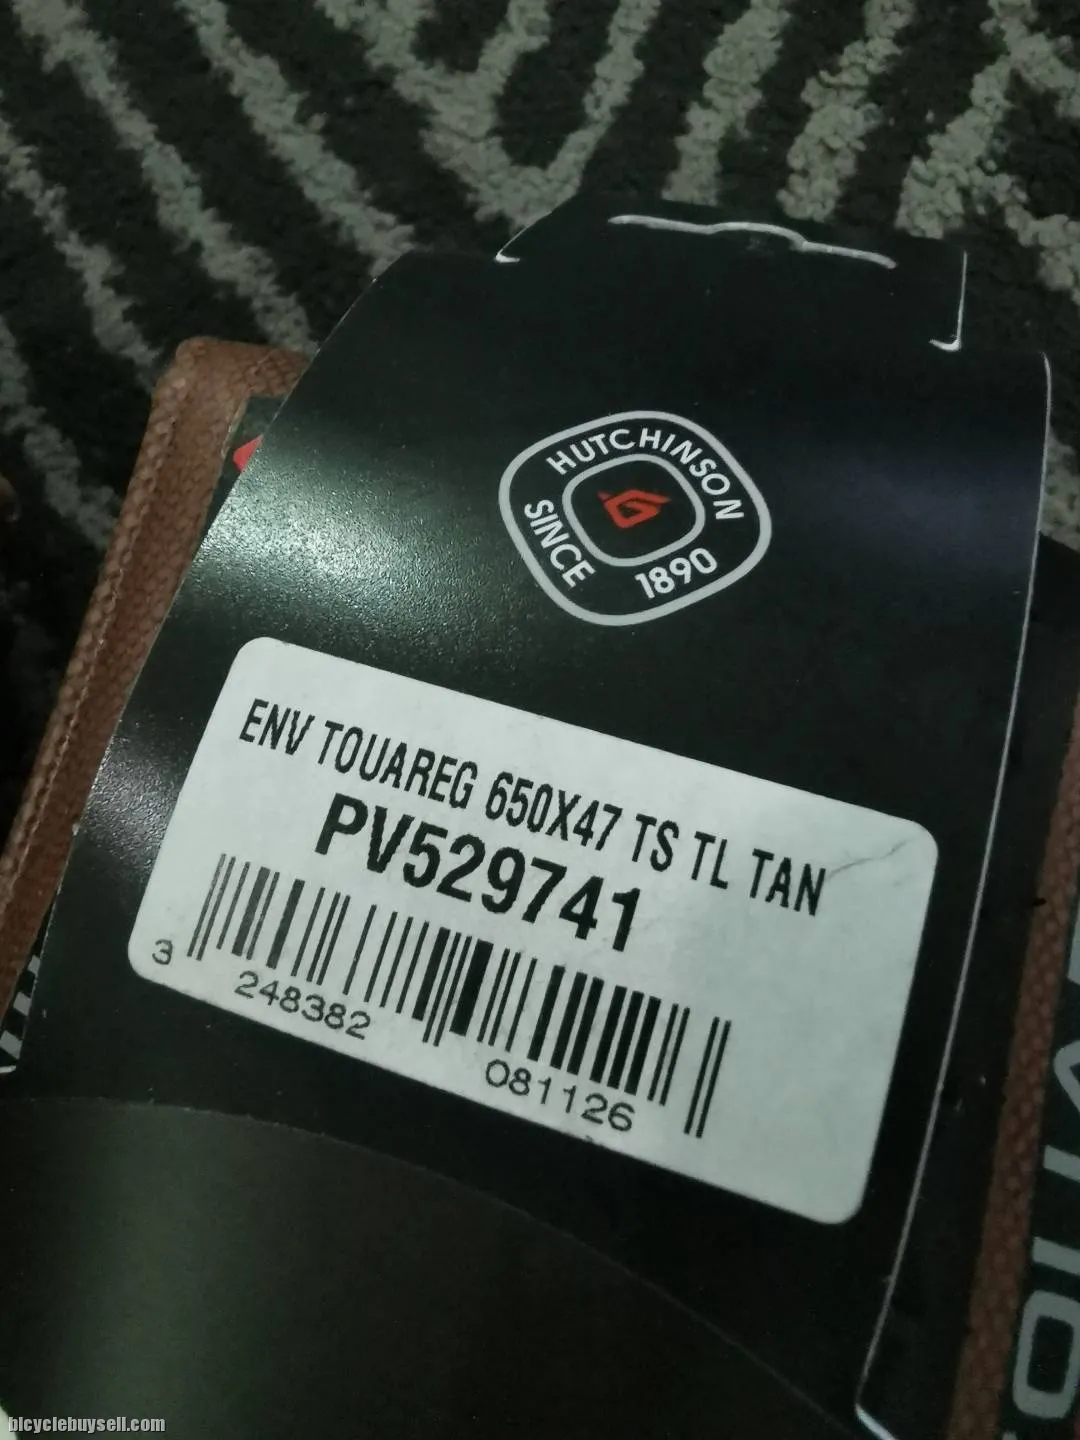 HUTCHINSON
SINCE 1890
ENV TOUAREG 650X47 TS TL TAN
PV529741
3 248382 081126
bicyclebuysell.com